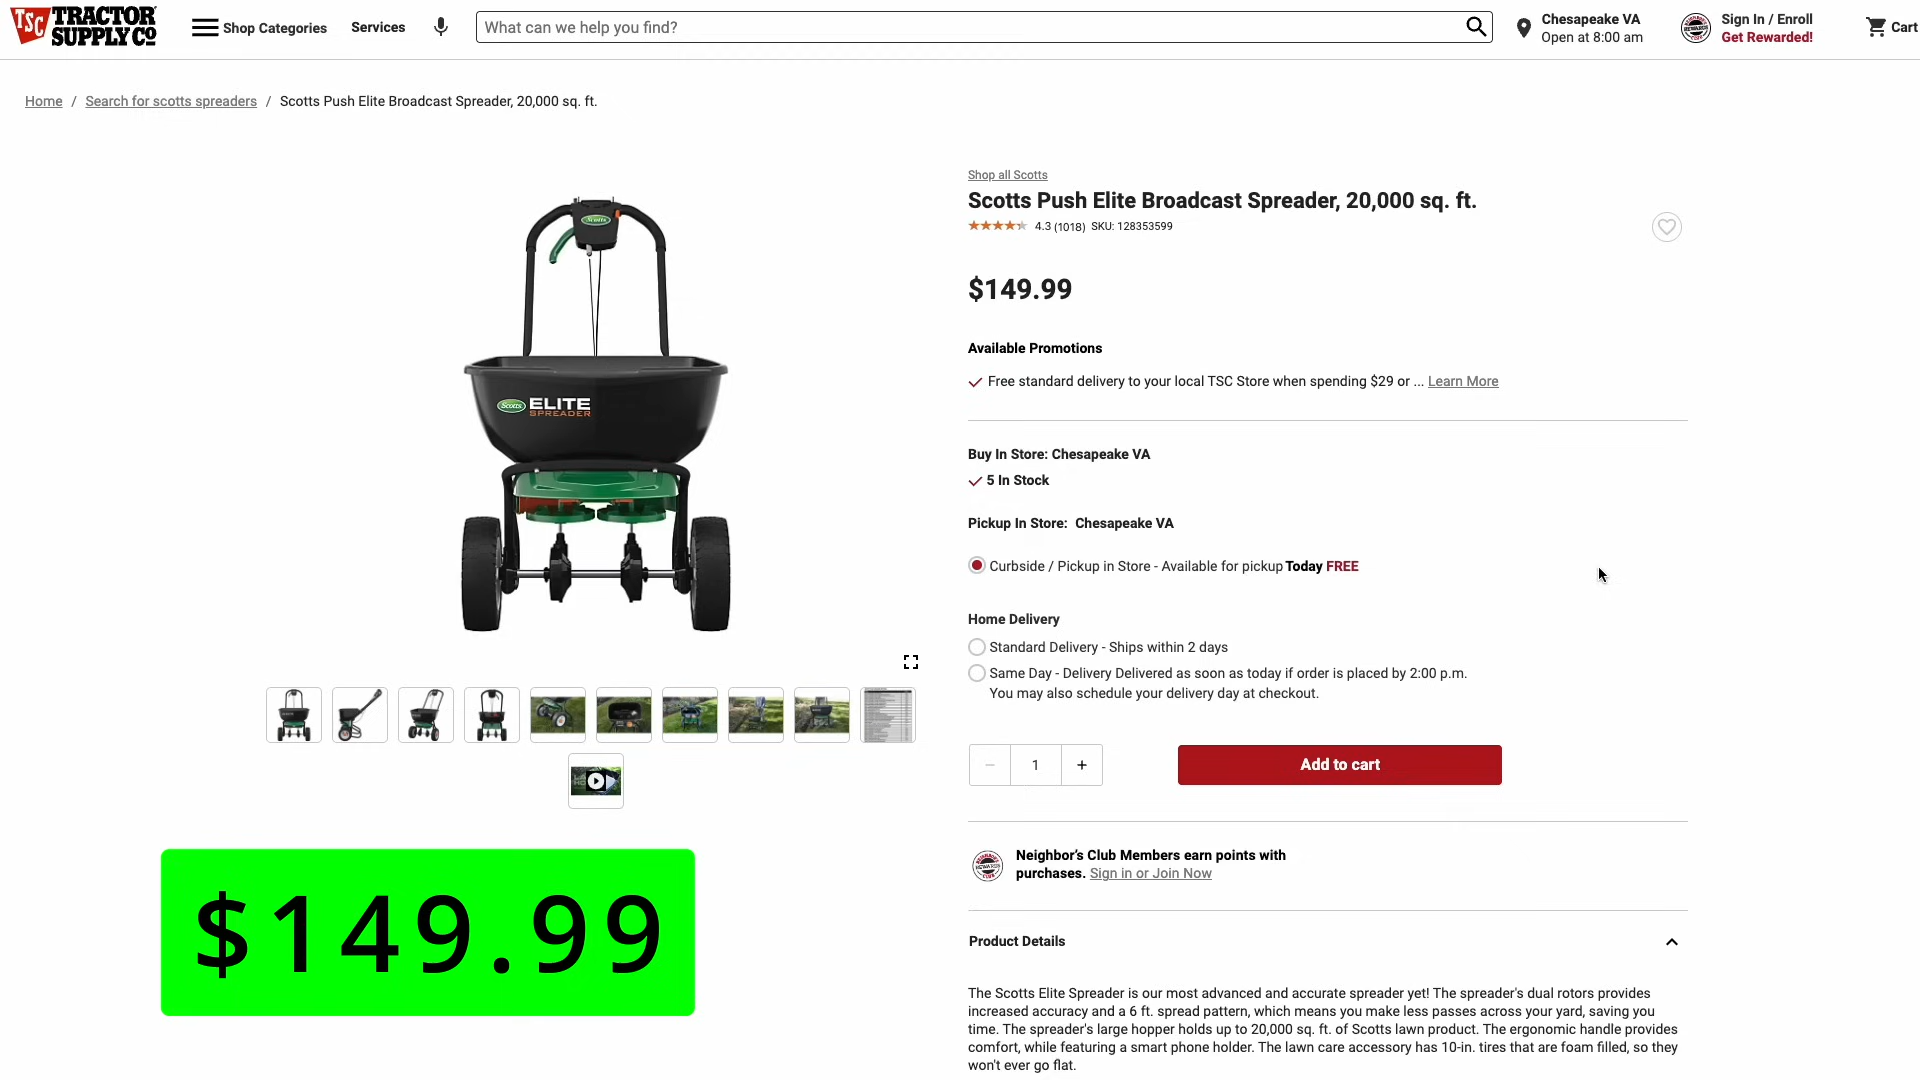 TSC TRACTOR SUPPLY CO
Shop Categories
Services
What can we help you find?
Chesapeake VA
Open at 8:00 am
Sign In / Enroll
Get Rewarded!
Cart
Home / Search for scotts spreaders / Scotts Push Elite Broadcast Spreader, 20,000 sq. ft.
Shop all Scotts
Scotts Push Elite Broadcast Spreader, 20,000 sq. ft.
4.3 (1018) SKU: 128353599
$149.99
Available Promotions
Free standard delivery to your local TSC Store when spending $29 or ... Learn More
Buy In Store: Chesapeake VA
5 In Stock
Pickup In Store: Chesapeake VA
Curbside / Pickup in Store - Available for pickup Today FREE
Home Delivery
Standard Delivery - Ships within 2 days
Same Day - Delivery Delivered as soon as today if order is placed by 2:00 p.m.
You may also schedule your delivery day at checkout.
− 1 +
Add to cart
Neighbor's Club Members earn points with
purchases. Sign in or Join Now
Product Details
The Scotts Elite Spreader is our most advanced and accurate spreader yet! The spreader's dual rotors provides
increased accuracy and a 6 ft. spread pattern, which means you make less passes across your yard, saving you
time. The spreader's large hopper holds up to 20,000 sq. ft. of Scotts lawn product. The ergonomic handle provides
comfort, while featuring a smart phone holder. The lawn care accessory has 10-in. tires that are foam filled, so they
won't ever go flat.
Scotts
Scotts ELITE
SPREADER
$149.99